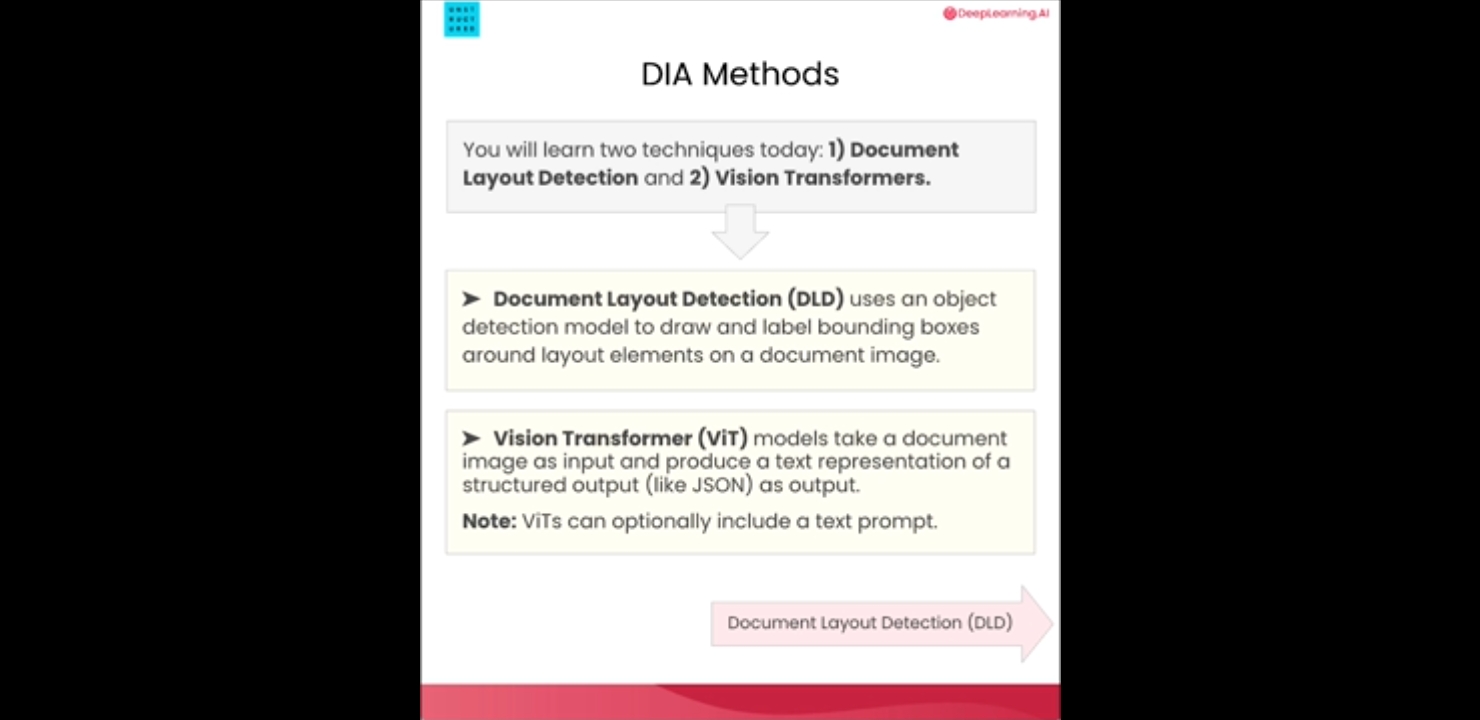 UNST
RUCT
URED
DeepLearning.AI
DIA Methods
You will learn two techniques today: 1) Document
Layout Detection and 2) Vision Transformers.
➤ Document Layout Detection (DLD) uses an object
detection model to draw and label bounding boxes
around layout elements on a document image.
➤ Vision Transformer (ViT) models take a document
image as input and produce a text representation of a
structured output (like JSON) as output.
Note: ViTs can optionally include a text prompt.
Document Layout Detection (DLD)